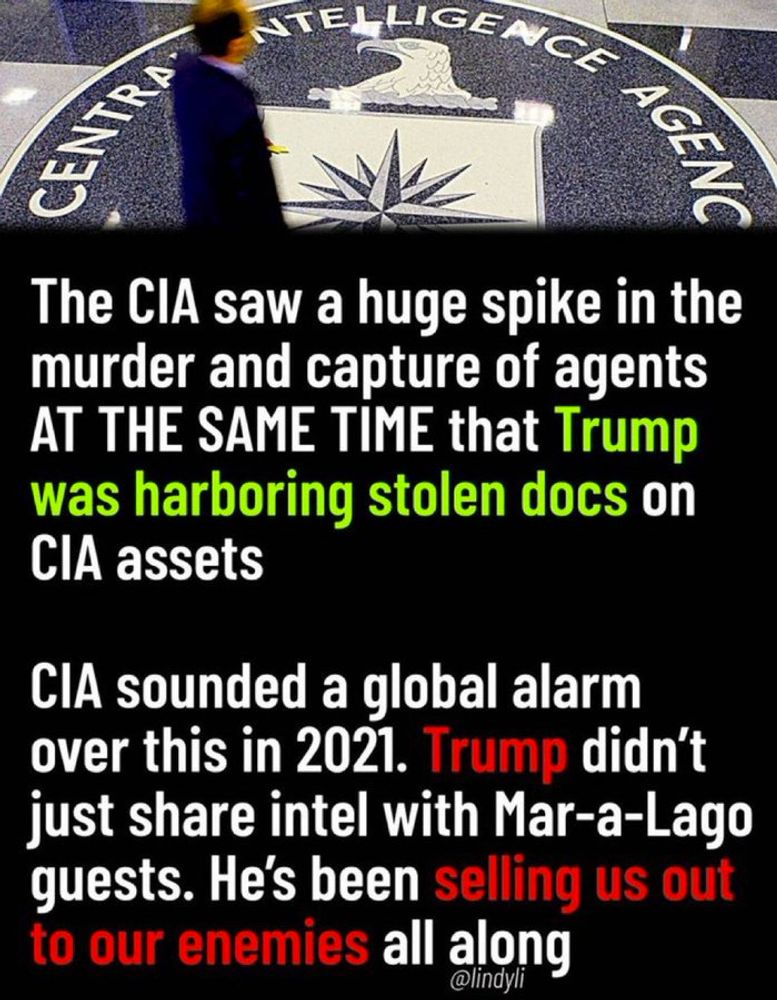 CENTRA INTELLIGENCE AGENC
The CIA saw a huge spike in the
murder and capture of agents
AT THE SAME TIME that Trump
was harboring stolen docs on
CIA assets
CIA sounded a global alarm
over this in 2021. Trump didn’t
just share intel with Mar-a-Lago
guests. He’s been selling us out
to our enemies all along
@lindyli